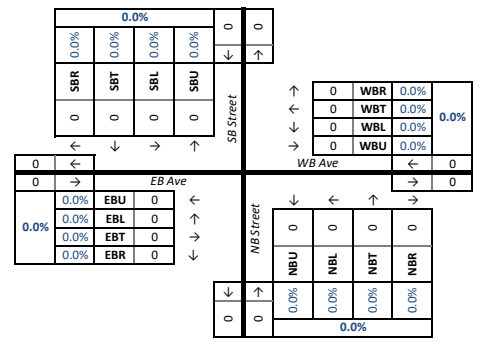 0.0%
0.0% 0.0% 0.0% 0.0%
SBR SBT SBL SBU
0 0 0 0
← ↓ → ↑
0 0
↓ ↑
SB Street
↑ 0 WBR 0.0%
← 0 WBT 0.0%
↓ 0 WBL 0.0%
→ 0 WBU 0.0%
0.0%
WB Ave
0 ←
0 →
← 0
→ 0
EB Ave
0.0%
0.0% EBU 0 ←
0.0% EBL 0 ↑
0.0% EBT 0 →
0.0% EBR 0 ↓
NB Street
↓ ← ↑ →
0 0 0 0
NBU NBL NBT NBR
0.0% 0.0% 0.0% 0.0%
0.0%
↓ ↑
0 0